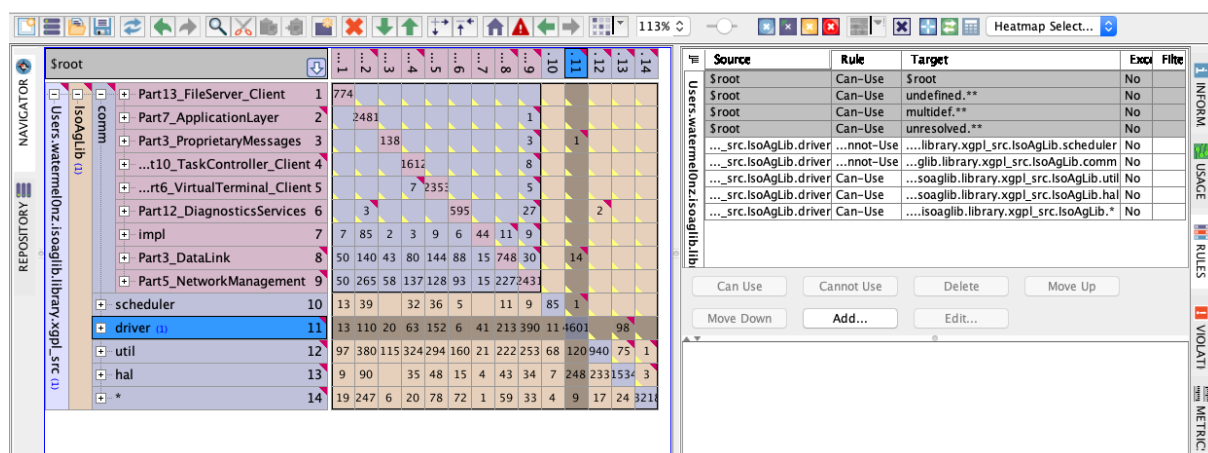 113%
Heatmap Select...
NAVIGATOR
REPOSITORY
$root
...1 ...2 ...3 ...4 ...5 ...6 ...7 ...8 ...9 .10 .11 .12 .13 .14
Users.watermel0nz.isoaglib.library.xgpl_src (1)
IsoAgLib (1)
comm
Part13_FileServer_Client 1 774
Part7_ApplicationLayer 2 2481 1
Part3_ProprietaryMessages 3 138 3 1
...t10_TaskController_Client 4 1612 8
...rt6_VirtualTerminal_Client 5 7 2353 5
Part12_DiagnosticsServices 6 3 595 27 2
impl 7 7 85 2 3 9 6 44 11 9
Part3_DataLink 8 50 140 43 80 144 88 15 748 30 14
Part5_NetworkManagement 9 50 265 58 137 128 93 15 227 2431
scheduler 10 13 39 32 36 5 11 9 85 1
driver (1) 11 13 110 20 63 152 6 41 213 390 11 4601 98
util 12 97 380 115 324 294 160 21 222 253 68 120 940 75 1
hal 13 9 90 35 48 15 4 43 34 7 248 233 1534 3
* 14 19 247 6 20 78 72 1 59 33 4 9 17 24 3218
Source Rule Target Exc Filte
Users.watermel0nz.isoaglib.lib
$root Can-Use $root No
$root Can-Use undefined.** No
$root Can-Use multidef.** No
$root Can-Use unresolved.** No
..._src.IsoAgLib.driver ...nnot-Use ....library.xgpl_src.IsoAgLib.scheduler No
..._src.IsoAgLib.driver ...nnot-Use ...glib.library.xgpl_src.IsoAgLib.comm No
..._src.IsoAgLib.driver Can-Use ...soaglib.library.xgpl_src.IsoAgLib.util No
..._src.IsoAgLib.driver Can-Use ...soaglib.library.xgpl_src.IsoAgLib.hal No
..._src.IsoAgLib.driver Can-Use ....isoaglib.library.xgpl_src.IsoAgLib.* No
Can Use Cannot Use Delete Move Up
Move Down Add... Edit...
INFORM
USAGE
RULES
VIOLATI
METRIC